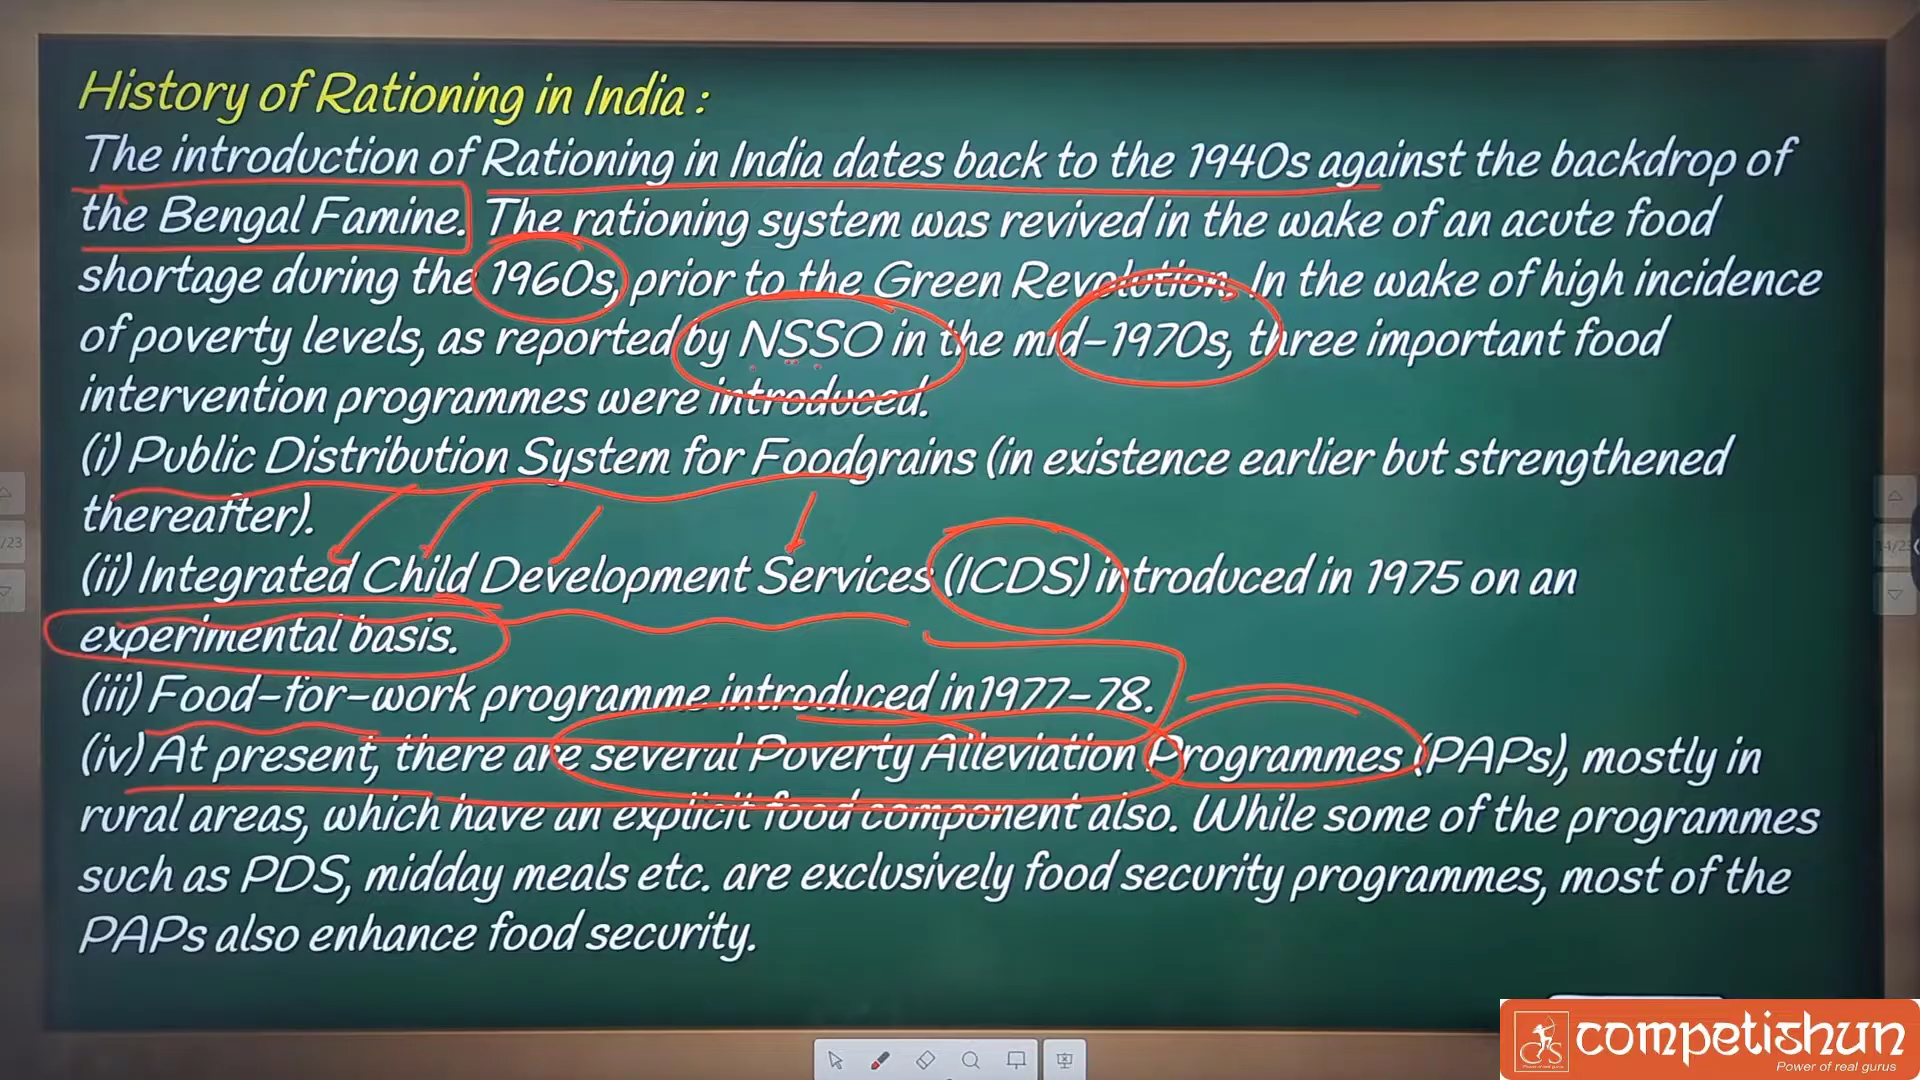 History of Rationing in India :
The introduction of Rationing in India dates back to the 1940s against the backdrop of
the Bengal Famine. The rationing system was revived in the wake of an acute food
shortage during the 1960s, prior to the Green Revolution. In the wake of high incidence
of poverty levels, as reported by NSSO in the mid-1970s, three important food
intervention programmes were introduced.
(i) Public Distribution System for Foodgrains (in existence earlier but strengthened
thereafter).
(ii) Integrated Child Development Services (ICDS) introduced in 1975 on an
experimental basis.
(iii) Food-for-work programme introduced in1977-78.
(iv) At present, there are several Poverty Alleviation Programmes (PAPs), mostly in
rural areas, which have an explicit food component also. While some of the programmes
such as PDS, midday meals etc. are exclusively food security programmes, most of the
PAPs also enhance food security.
/23
14/23
competishun
Power of real gurus